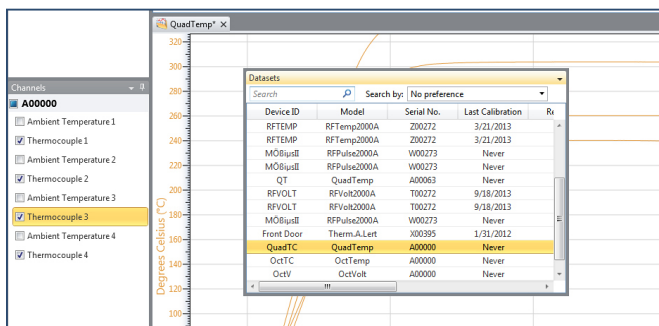 QuadTemp* ×
320
300
280
260
240
220
200
180
160
140
120
100
Degrees Celsius (°C)
Channels
A00000
Ambient Temperature 1
Thermocouple 1
Ambient Temperature 2
Thermocouple 2
Ambient Temperature 3
Thermocouple 3
Ambient Temperature 4
Thermocouple 4
Datasets
Search Search by: No preference
Device ID Model Serial No. Last Calibration Re
RFTEMP RFTemp2000A Z00272 3/21/2013
RFTEMP RFTemp2000A Z00272 3/21/2013
MÖßiµsII RFPulse2000A W00273 Never
MÖßiµsII RFPulse2000A W00273 Never
QT QuadTemp A00063 Never
RFVOLT RFVolt2000A T00272 9/18/2013
RFVOLT RFVolt2000A T00272 9/18/2013
MÖßiµsII RFPulse2000A W00273 Never
Front Door Therm.A.Lert X00395 1/31/2012
QuadTC QuadTemp A00000 Never
OctTC OctTemp A00000 Never
OctV OctVolt A00000 Never